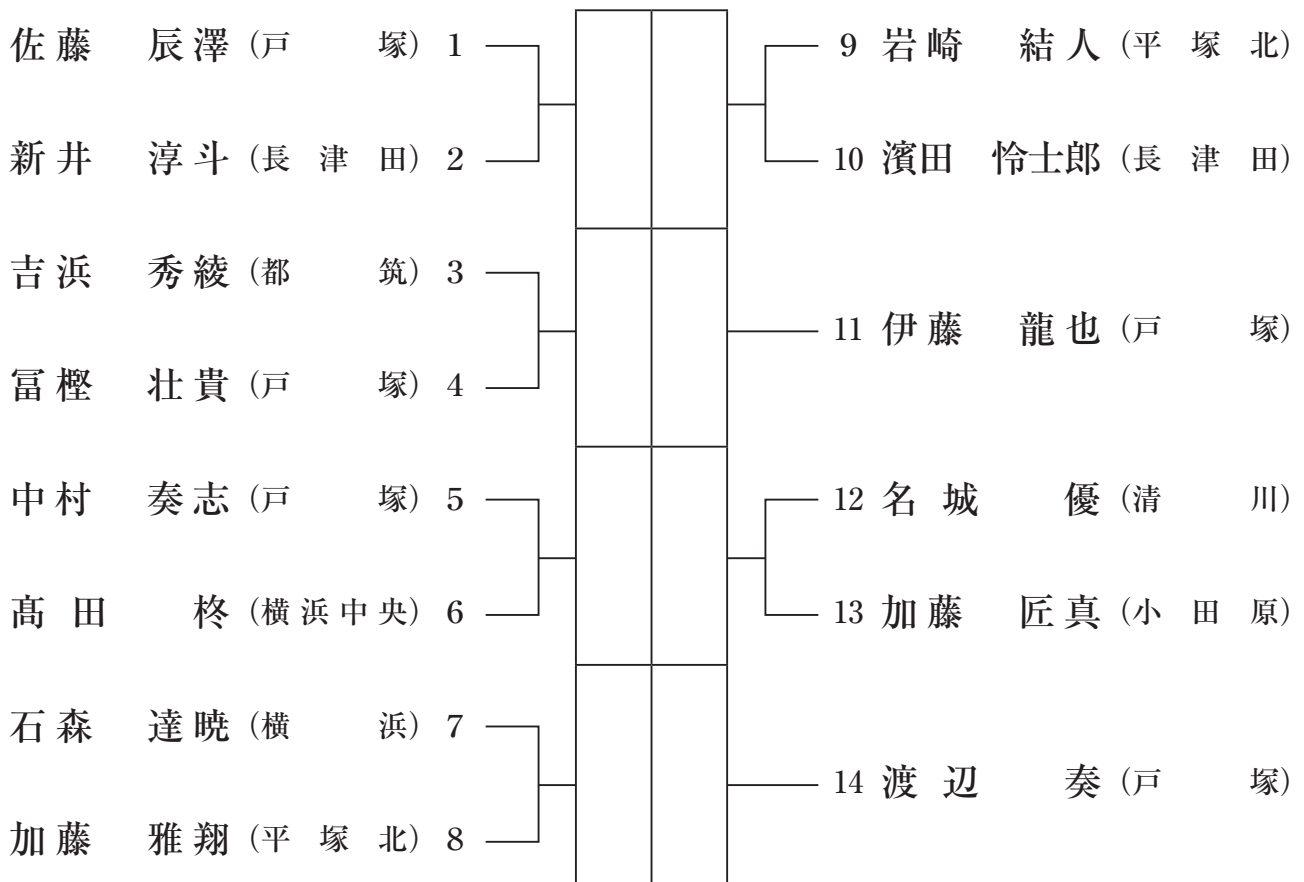 佐藤 辰澤 (戸塚) 1
新井 淳斗 (長津田) 2
吉浜 秀綾 (都筑) 3
冨樫 壮貴 (戸塚) 4
中村 奏志 (戸塚) 5
髙田 柊 (横浜中央) 6
石森 達暁 (横浜) 7
加藤 雅翔 (平塚北) 8
9 岩崎 結人 (平塚北)
10 濱田 怜士郎 (長津田)
11 伊藤 龍也 (戸塚)
12 名城 優 (清川)
13 加藤 匠真 (小田原)
14 渡辺 奏 (戸塚)